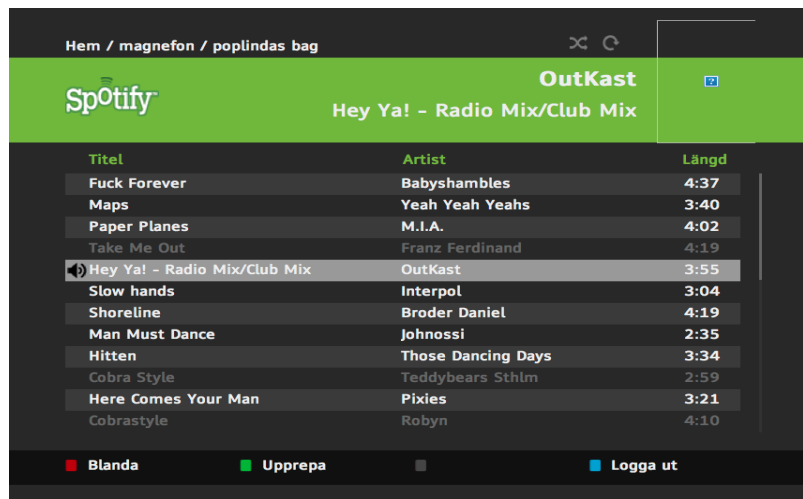 Hem / magnefon / poplindas bag
Spotify
OutKast
Hey Ya! - Radio Mix/Club Mix
?
Titel Artist Längd
Fuck Forever Babyshambles 4:37
Maps Yeah Yeah Yeahs 3:40
Paper Planes M.I.A. 4:02
Take Me Out Franz Ferdinand 4:19
Hey Ya! - Radio Mix/Club Mix OutKast 3:55
Slow hands Interpol 3:04
Shoreline Broder Daniel 4:19
Man Must Dance Johnossi 2:35
Hitten Those Dancing Days 3:34
Cobra Style Teddybears Sthlm 2:59
Here Comes Your Man Pixies 3:21
Cobrastyle Robyn 4:10
Blanda Upprepa Logga ut